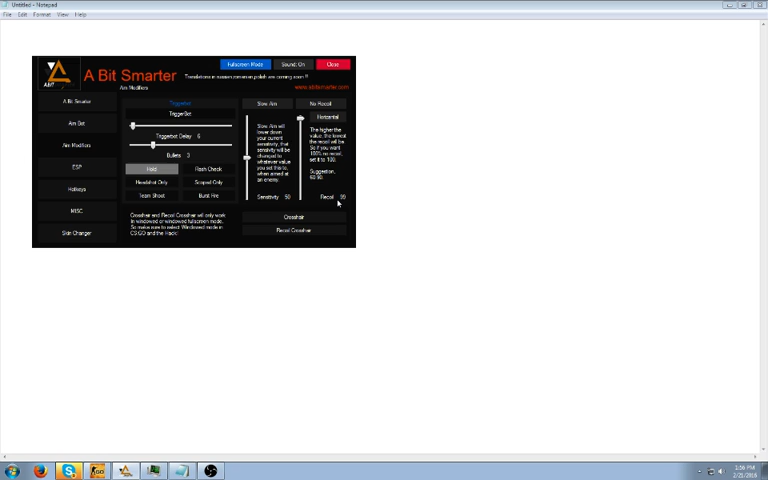 Untitled - Notepad
File Edit Format View Help
Fullscreen Mode
Sound: On
Close
A Bit Smarter
Translations in russian,romanian,polish are coming soon !!!
ABIT
www.abitsmarter.com
Aim Modifiers
A Bit Smarter
Aim Bot
Aim Modifiers
ESP
Hotkeys
MISC
Skin Changer
Triggerbot
TriggerBot
Triggerbot Delay 6
Bullets 3
Hold
Flash Check
Headshot Only
Scoped Only
Team Shoot
Burst Fire
Crosshair and Recoil Crosshair will only work
in windowed or windowed fullscreen mode.
So make sure to select Windowed mode in
CS:GO and the Hack!
Slow Aim
Slow Aim will
lower down
your current
sensitivity, that
sensivity will be
changed to
whatever value
you set this to,
when aimed at
an enemy.
Sensitivity 50
No Recoil
Horizontal
The higher the
value, the lowest
the recoil will be.
So if you want
100% no recoil,
set it to 100.
Suggestion,
60-90.
Recoil 99
Crosshair
Recoil Crosshair
GO
1:56 PM
2/21/2016